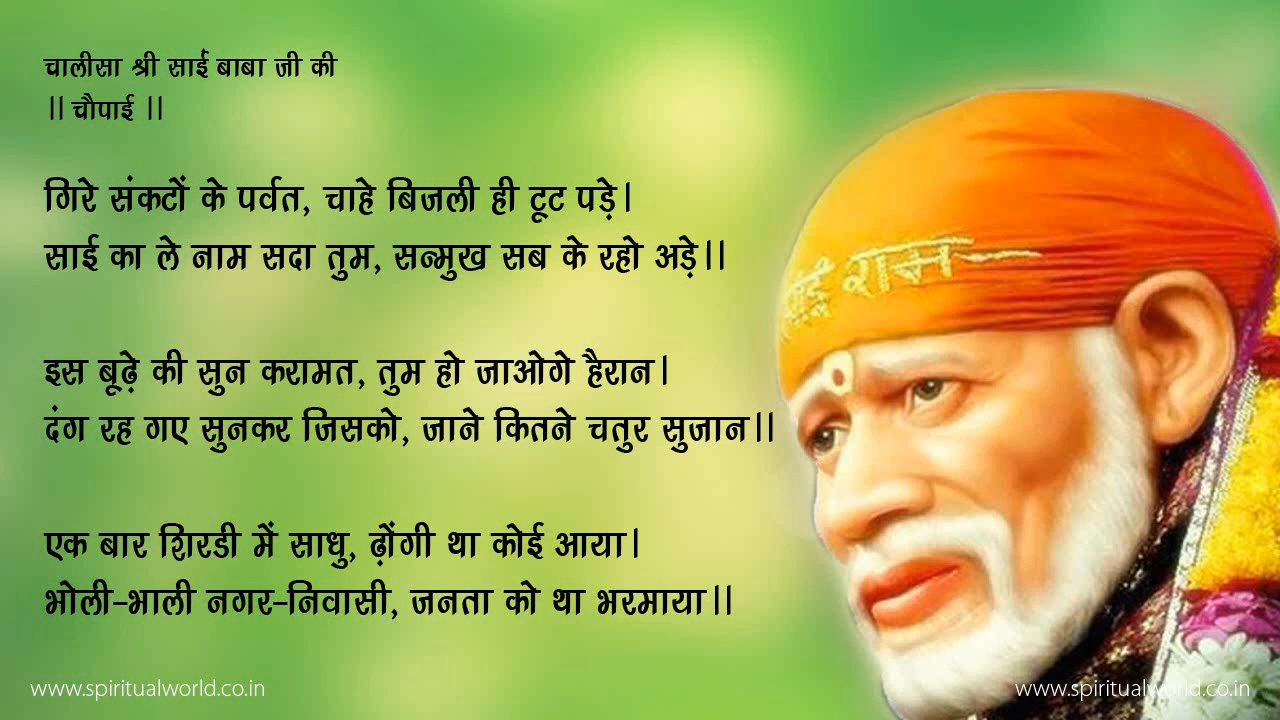 चालीसा श्री साईं बाबा जी की
|| चौपाई ||
गिरे संकटों के पर्वत, चाहे बिजली ही टूट पड़े।
साईं का ले नाम सदा तुम, सन्मुख सब के रहो अड़े।।
इस बूढ़े की सुन करामत, तुम हो जाओगे हैरान।
दंग रह गए सुनकर जिसको, जाने कितने चतुर सुजान।।
एक बार शिरडी में साधु, ढ़ोंगी था कोई आया।
भोली-भाली नगर-निवासी, जनता को था भरमाया।।
राम
www.spiritualworld.co.in
www.spiritualworld.co.in